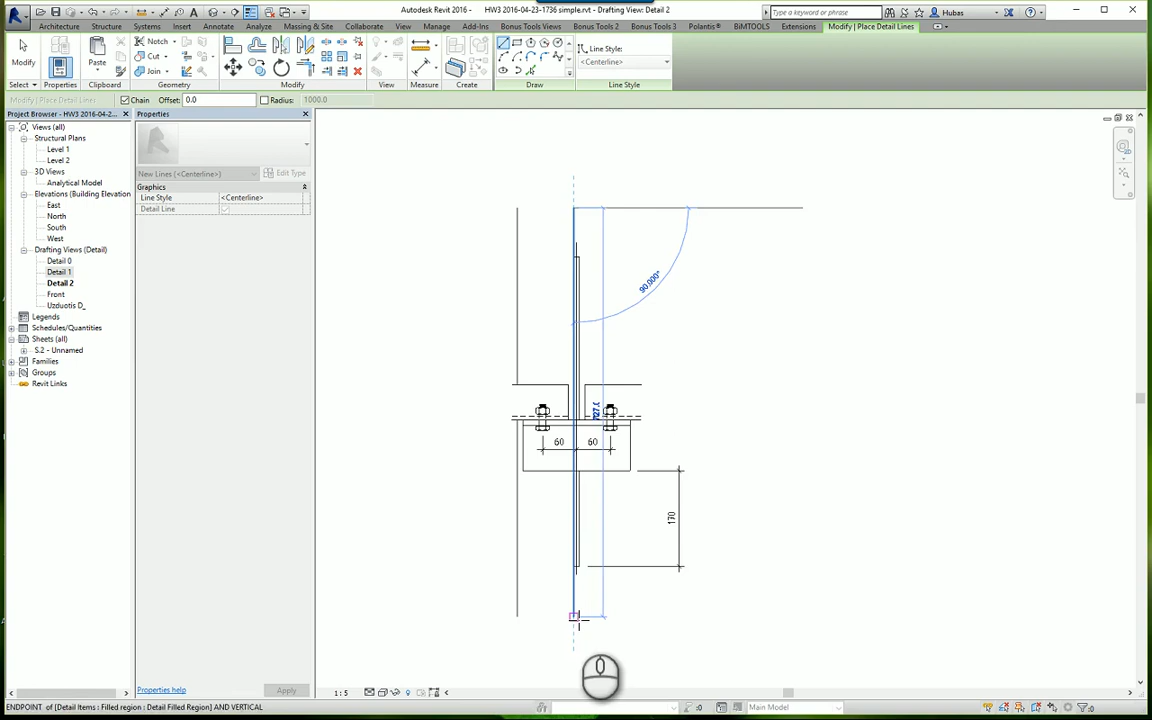 Autodesk Revit 2016 - HW3 2016-04-23-1736 simple.rvt - Drafting View: Detail 2
Type a keyword or phrase
Hubas
Architecture Structure Systems Detail Annotate Analyze Massing & Site Collaborate View Manage Add-Ins Bonus Tools 1 Bonus Tools 2 Bonus Tools 3 Polantis® BiMTOOLS Extensions Modify | Place Detail Lines
Modify
Paste
Notch
Cut
Join
Line Style:
<Centerline>
Select Properties Clipboard Geometry Modify View Measure Create Draw Line Style
Modify | Place Detail Lines Chain Offset: 0.0 Radius: 1000.0
Project Browser - HW3 2016-04-2...
Properties
Views (all)
Structural Plans
Level 1
Level 2
3D Views
Analytical Model
Elevations (Building Elevation
East
North
South
West
Drafting Views (Detail)
Detail 0
Detail 1
Detail 2
Front
Uzduotis D_
Legends
Schedules/Quantities
Sheets (all)
S.2 - Unnamed
Families
Groups
Revit Links
New Lines (<Centerline>)
Edit Type
Graphics
Line Style <Centerline>
Detail Line
Properties help
Apply
90.000°
60
60
170
1 : 5
ENDPOINT of [Detail Items : Filled region : Detail Filled Region] AND VERTICAL
:0
Main Model
:0